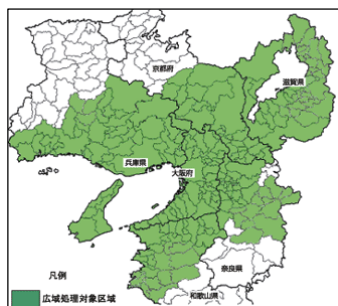 京都府
滋賀県
兵庫県
大阪府
凡例
奈良県
広域処理対象区域
和歌山県